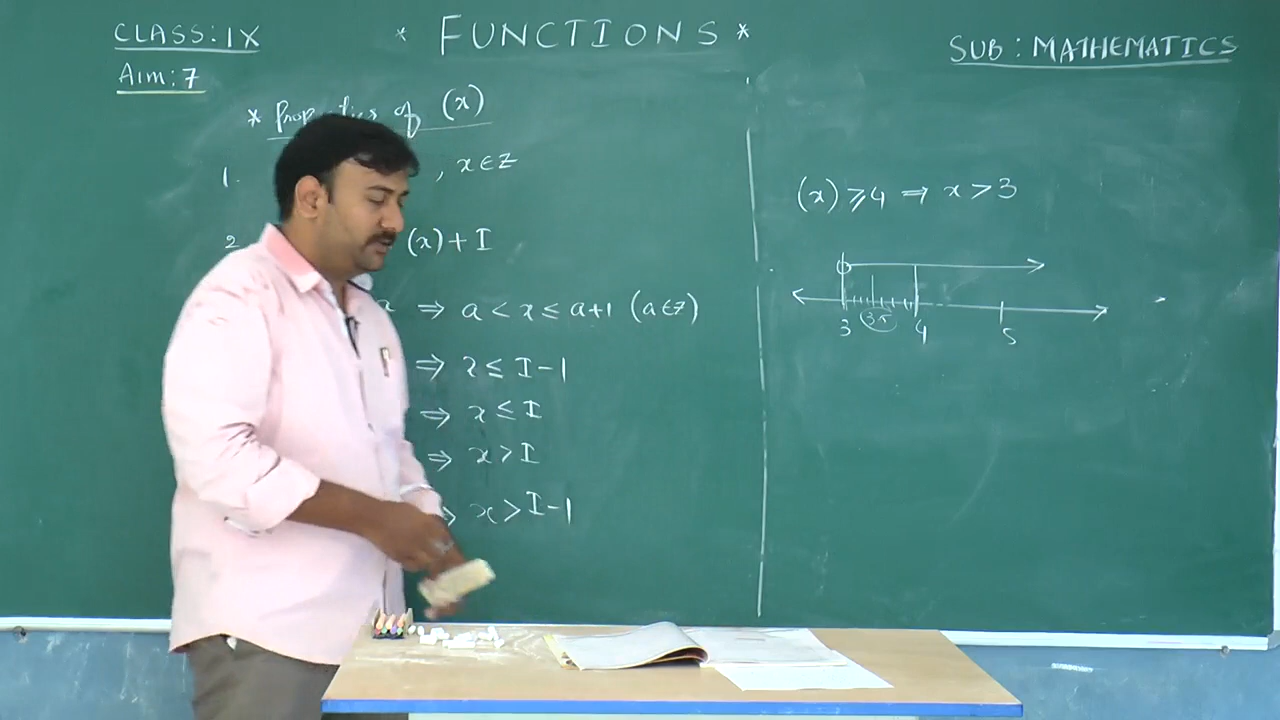 CLASS: IX
* FUNCTIONS *
SUB: MATHEMATICS
Aim: 7
* of (x)
1. , x∈Z
2 (x) + I
⇒ a < x ≤ a+1 (a∈Z)
⇒ x ≤ I-1
⇒ x ≤ I
⇒ x > I
x > I-1
(x) ⩾ 4 ⇒ x > 3
3 3.5 4 5